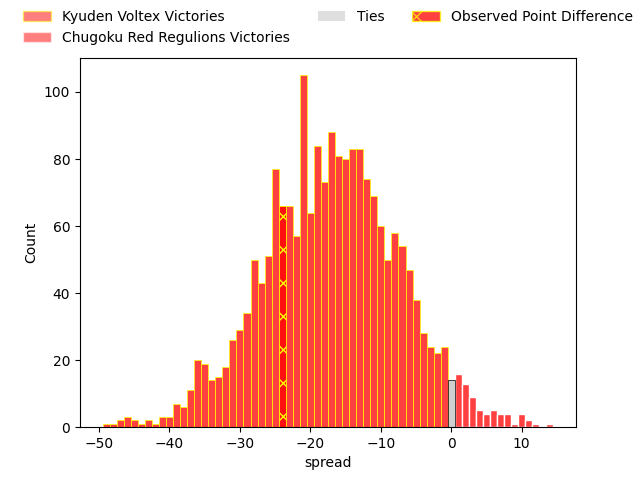 Kyuden Voltex Victories
Chugoku Red Regulions Victories
Ties
Observed Point Difference
Count
100
80
60
40
20
0
−50
−40
−30
−20
−10
0
10
spread